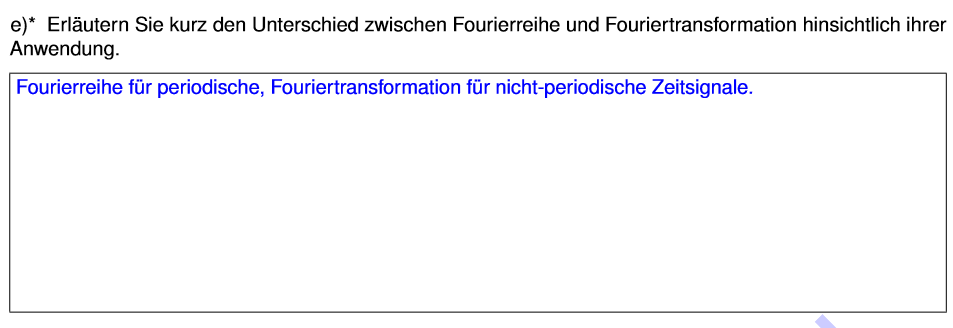 e)* Erläutern Sie kurz den Unterschied zwischen Fourierreihe und Fouriertransformation hinsichtlich ihrer
Anwendung.
Fourierreihe für periodische, Fouriertransformation für nicht-periodische Zeitsignale.